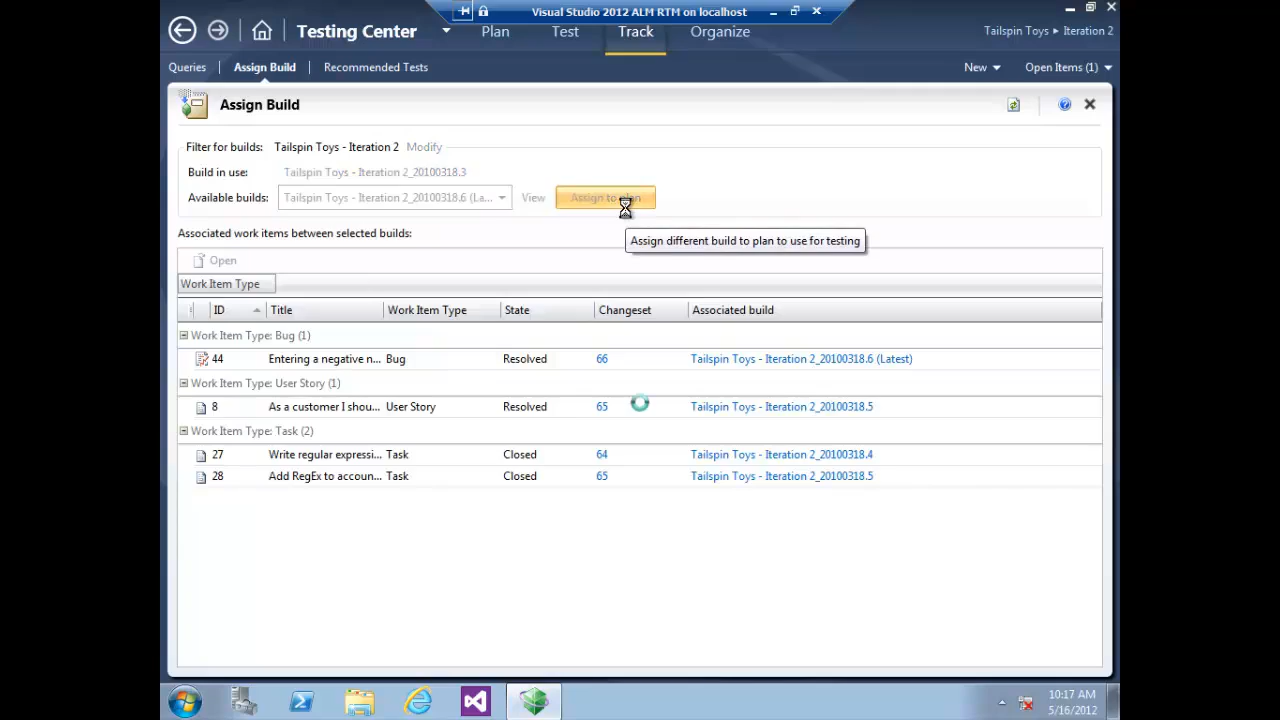 Visual Studio 2012 ALM RTM on localhost
Testing Center Plan Test Track Organize Tailspin Toys ▸ Iteration 2
Queries Assign Build Recommended Tests New Open Items (1)
Assign Build
Filter for builds: Tailspin Toys - Iteration 2 Modify
Build in use: Tailspin Toys - Iteration 2_20100318.3
Available builds: Tailspin Toys - Iteration 2_20100318.6 (La... View Assign to plan
Assign different build to plan to use for testing
Associated work items between selected builds:
Open
Work Item Type
ID Title Work Item Type State Changeset Associated build
Work Item Type: Bug (1)
44 Entering a negative n... Bug Resolved 66 Tailspin Toys - Iteration 2_20100318.6 (Latest)
Work Item Type: User Story (1)
8 As a customer I shou... User Story Resolved 65 Tailspin Toys - Iteration 2_20100318.5
Work Item Type: Task (2)
27 Write regular expressi... Task Closed 64 Tailspin Toys - Iteration 2_20100318.4
28 Add RegEx to accoun... Task Closed 65 Tailspin Toys - Iteration 2_20100318.5
10:17 AM
5/16/2012